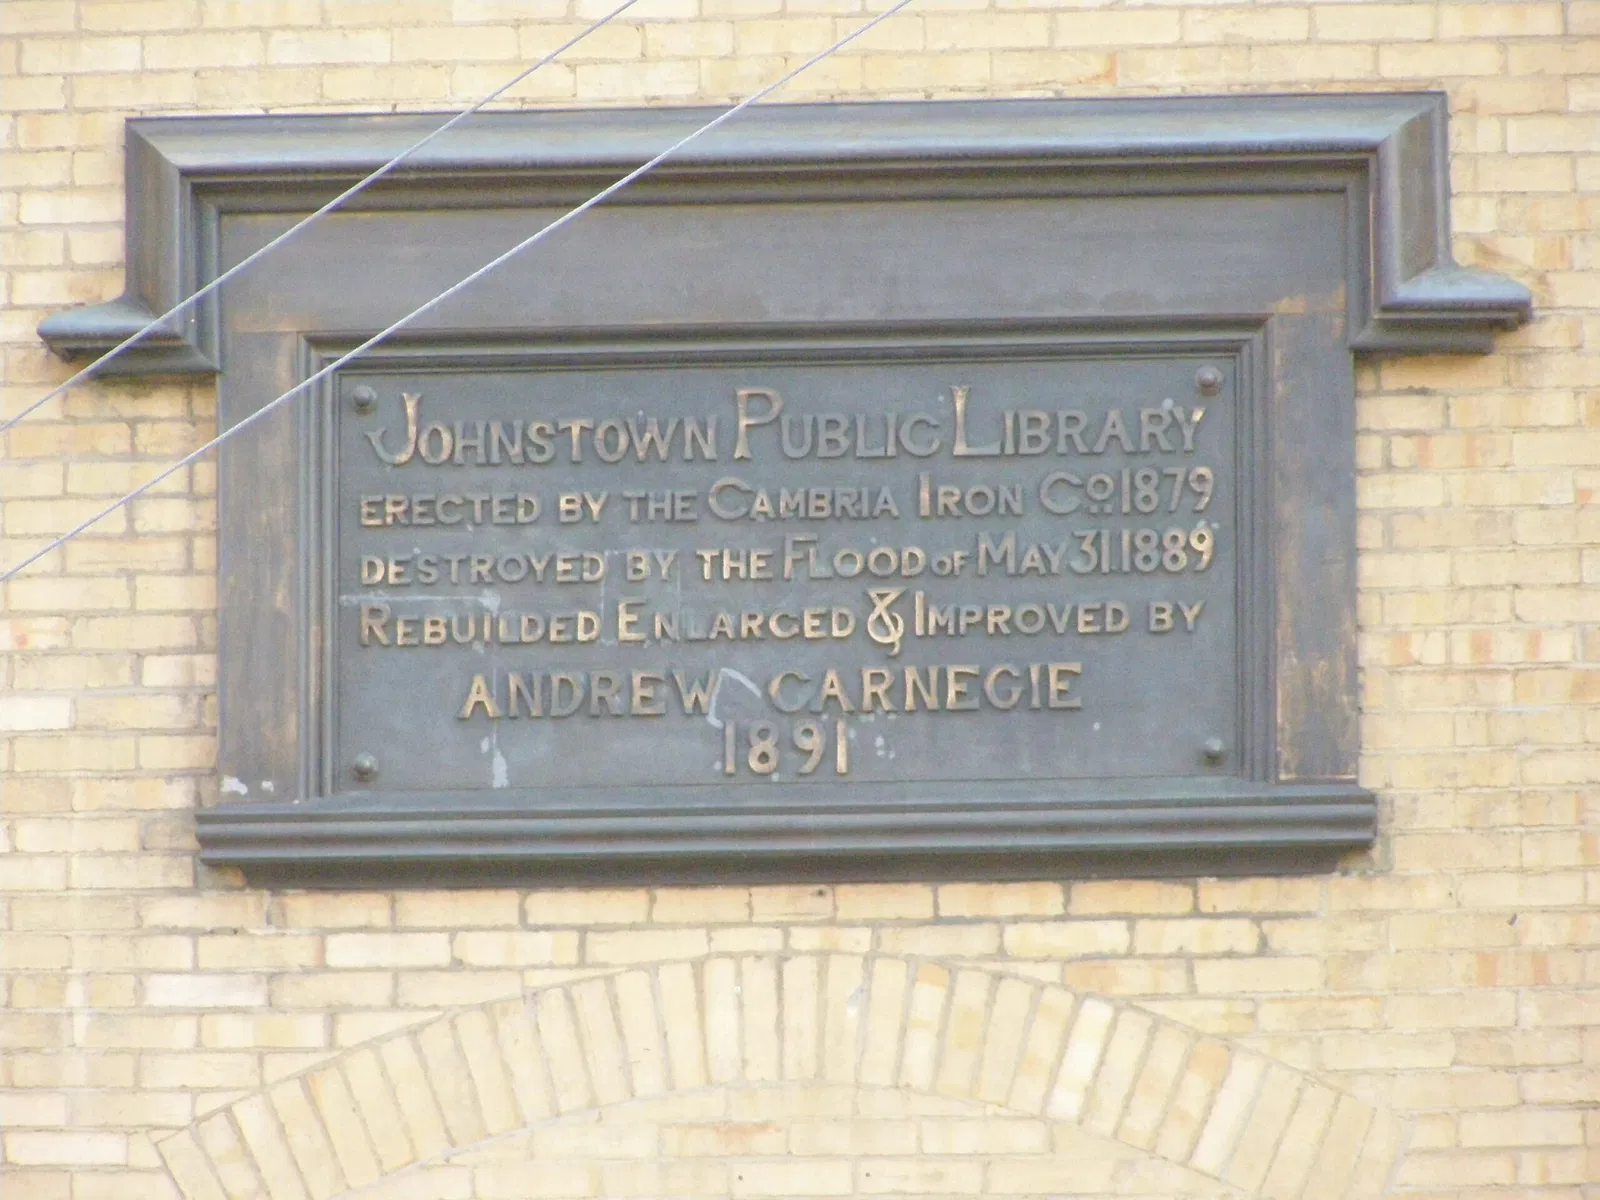 JOHNSTOWN PUBLIC LIBRARY
ERECTED BY THE CAMBRIA IRON CO. 1879
DESTROYED BY THE FLOOD OF MAY 31. 1889
REBUILDED ENLARGED & IMPROVED BY
ANDREW CARNEGIE
1891